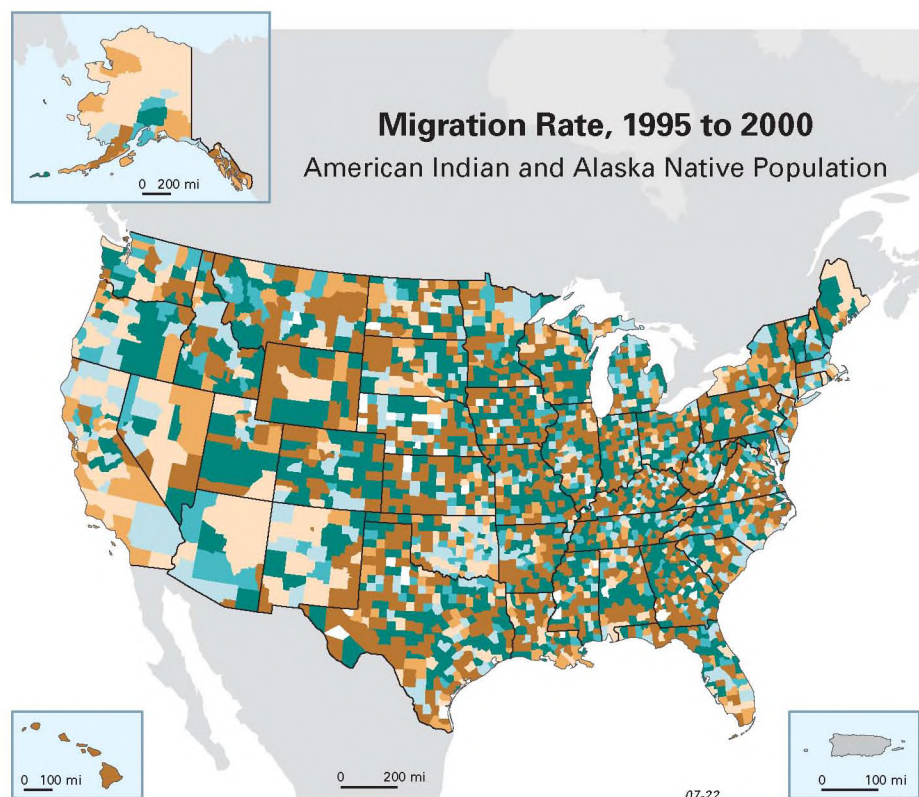 0 200 mi
Migration Rate, 1995 to 2000
American Indian and Alaska Native Population
0 100 mi
0 200 mi
07-22
0 100 mi